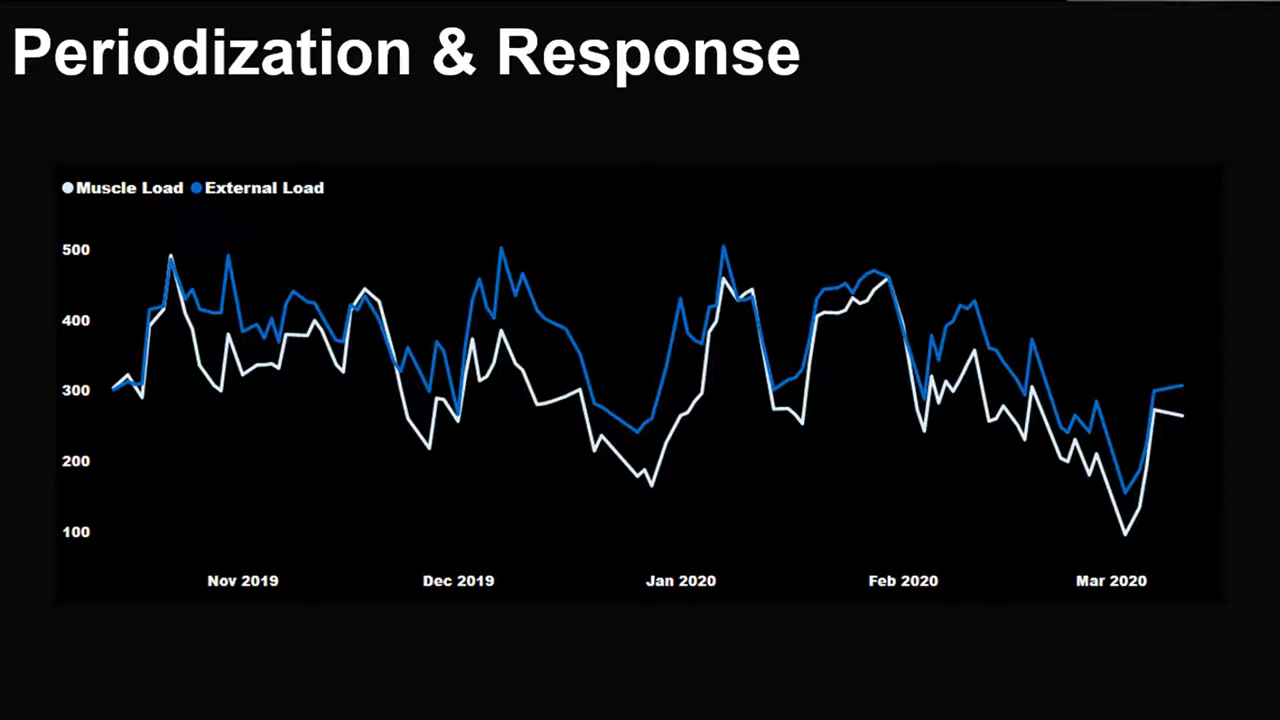 Periodization & Response
Muscle Load External Load
500
400
300
200
100
Nov 2019 Dec 2019 Jan 2020 Feb 2020 Mar 2020